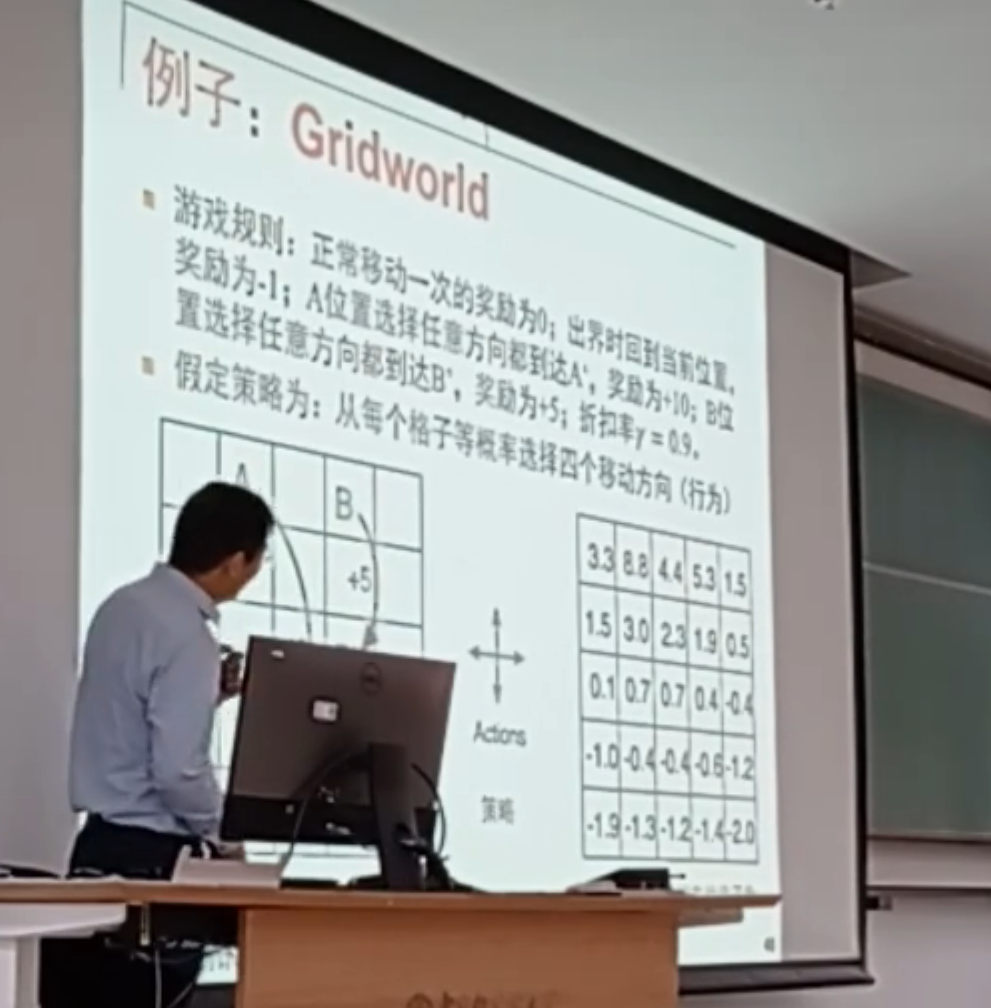 例子：Gridworld
游戏规则：正常移动一次的奖励为0；出界时回到当前位置，
奖励为-1；A位置选择任意方向都到达A'，奖励为+10；B位
置选择任意方向都到达B'，奖励为+5；折扣率γ = 0.9。
假定策略为：从每个格子等概率选择四个移动方向（行为）
A
B
+5
Actions
策略
3.3 8.8 4.4 5.3 1.5
1.5 3.0 2.3 1.9 0.5
0.1 0.7 0.7 0.4 -0.4
-1.0 -0.4 -0.4 -0.6 -1.2
-1.9 -1.3 -1.2 -1.4 -2.0